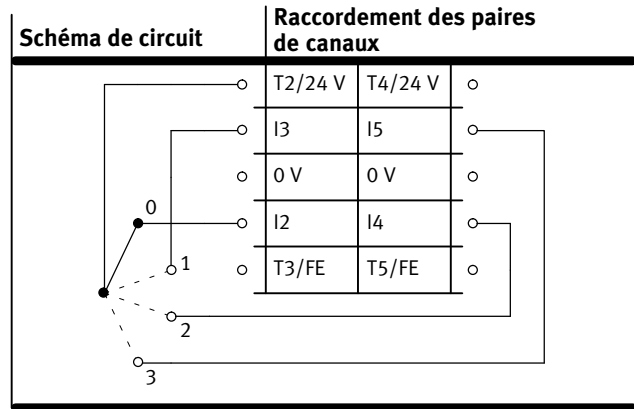 Schéma de circuit
Raccordement des paires
de canaux
T2/24 V T4/24 V
I3 I5
0 V 0 V
0
I2 I4
1
T3/FE T5/FE
2
3